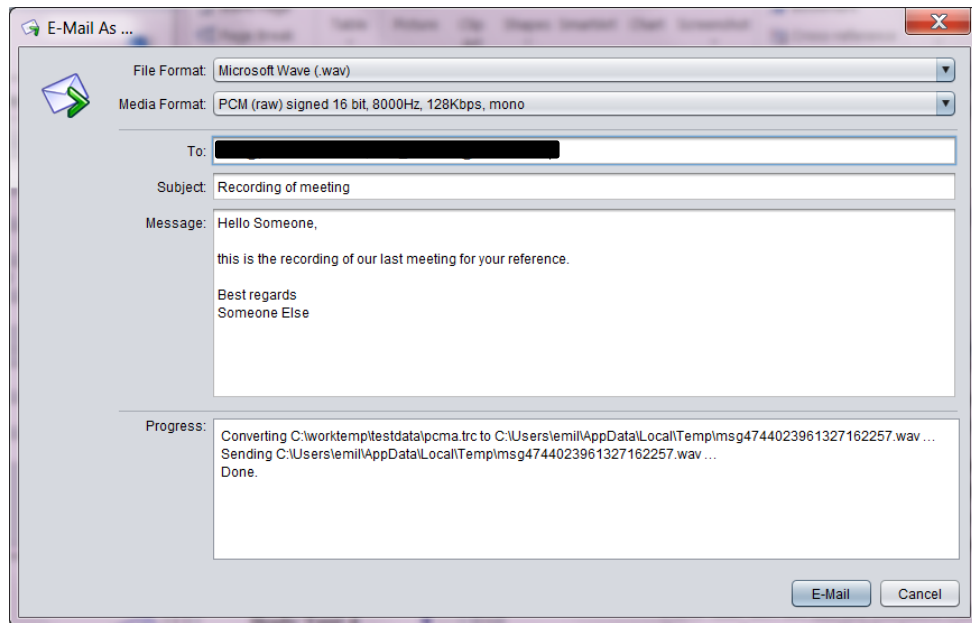 E-Mail As ...
File Format: Microsoft Wave (.wav)
Media Format: PCM (raw) signed 16 bit, 8000Hz, 128Kbps, mono
To:
Subject: Recording of meeting
Message: Hello Someone,
this is the recording of our last meeting for your reference.
Best regards
Someone Else
Progress:
Converting C:\worktemp\testdata\pcma.trc to C:\Users\emil\AppData\Local\Temp\msg4744023961327162257.wav ...
Sending C:\Users\emil\AppData\Local\Temp\msg4744023961327162257.wav ...
Done.
E-Mail Cancel